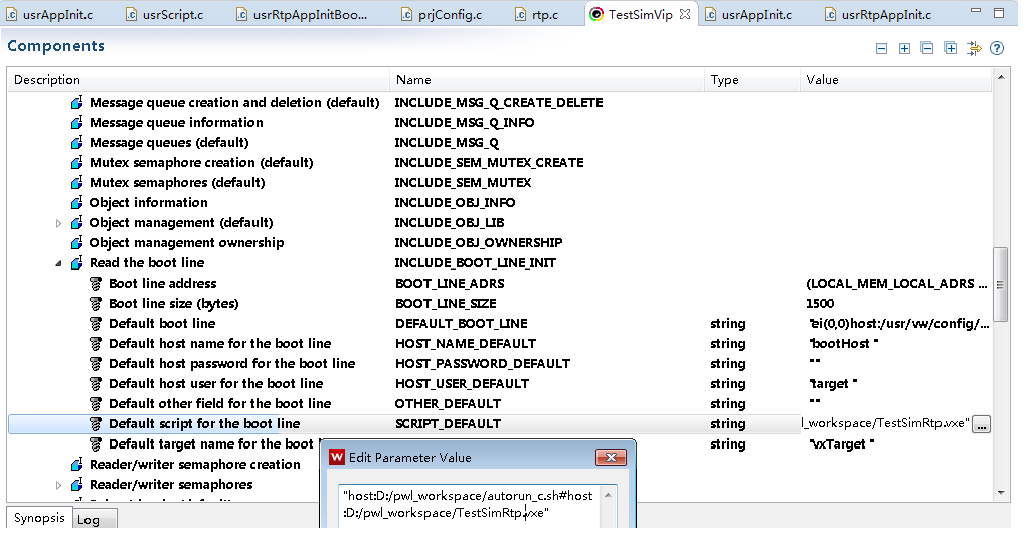 usrAppInit.c usrScript.c usrRtpAppInitBoo... prjConfig.c rtp.c TestSimVip usrAppInit.c usrRtpAppInit.c
Components
Description Name Type Value
Message queue creation and deletion (default) INCLUDE_MSG_Q_CREATE_DELETE
Message queue information INCLUDE_MSG_Q_INFO
Message queues (default) INCLUDE_MSG_Q
Mutex semaphore creation (default) INCLUDE_SEM_MUTEX_CREATE
Mutex semaphores (default) INCLUDE_SEM_MUTEX
Object information INCLUDE_OBJ_INFO
Object management (default) INCLUDE_OBJ_LIB
Object management ownership INCLUDE_OBJ_OWNERSHIP
Read the boot line INCLUDE_BOOT_LINE_INIT
Boot line address BOOT_LINE_ADRS (LOCAL_MEM_LOCAL_ADRS ...
Boot line size (bytes) BOOT_LINE_SIZE 1500
Default boot line DEFAULT_BOOT_LINE string "ei(0,0)host:/usr/vw/config/...
Default host name for the boot line HOST_NAME_DEFAULT string "bootHost "
Default host password for the boot line HOST_PASSWORD_DEFAULT string ""
Default host user for the boot line HOST_USER_DEFAULT string "target "
Default other field for the boot line OTHER_DEFAULT string ""
Default script for the boot line SCRIPT_DEFAULT string l_workspace/TestSimRtp.vxe" ...
Default target name for the boot string "vxTarget "
Reader/writer semaphore creation
Reader/writer semaphores
Edit Parameter Value
"host:D:/pwl_workspace/autorun_c.sh#host
:D:/pwl_workspace/TestSimRtp.vxe"
Synopsis Log